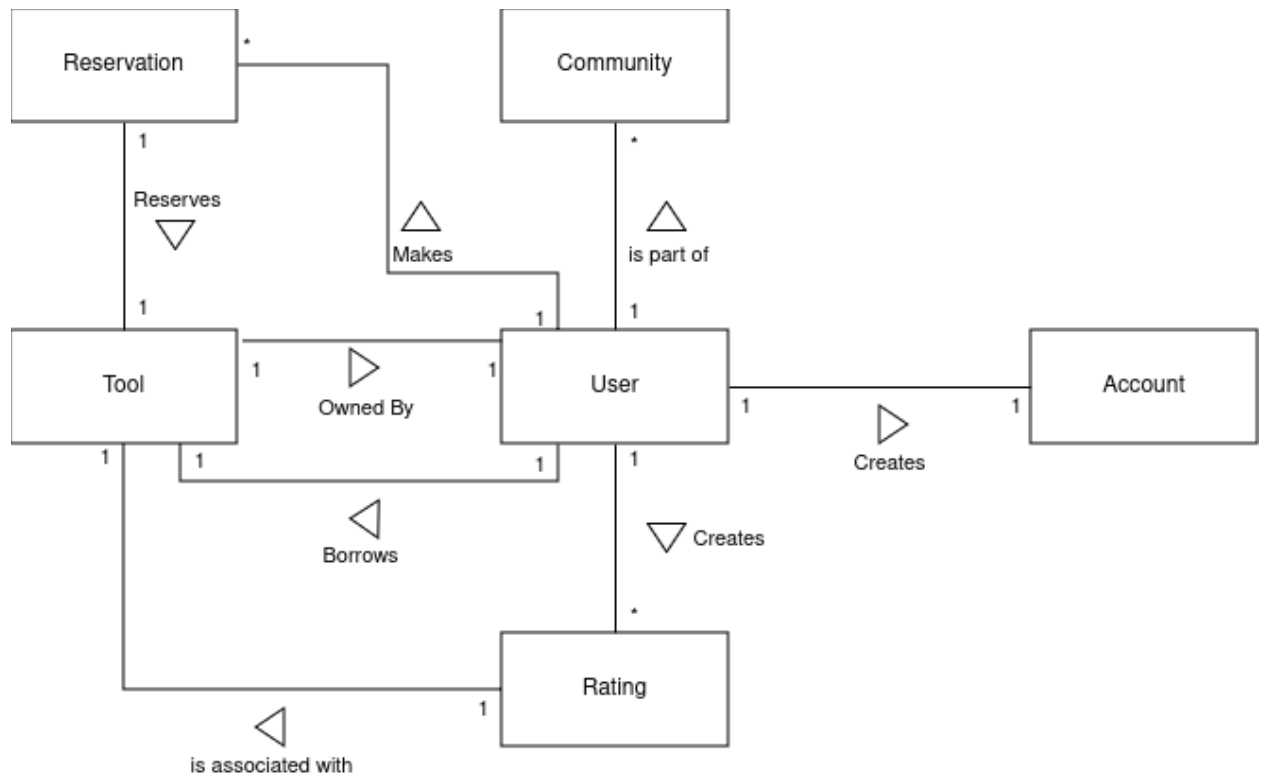 Reservation
*
Community
1
*
Reserves
Makes
is part of
1
1
1
Tool
1
Owned By
1
User
1
Creates
1
Account
1
1
Borrows
1
1
Creates
*
Rating
1
is associated with